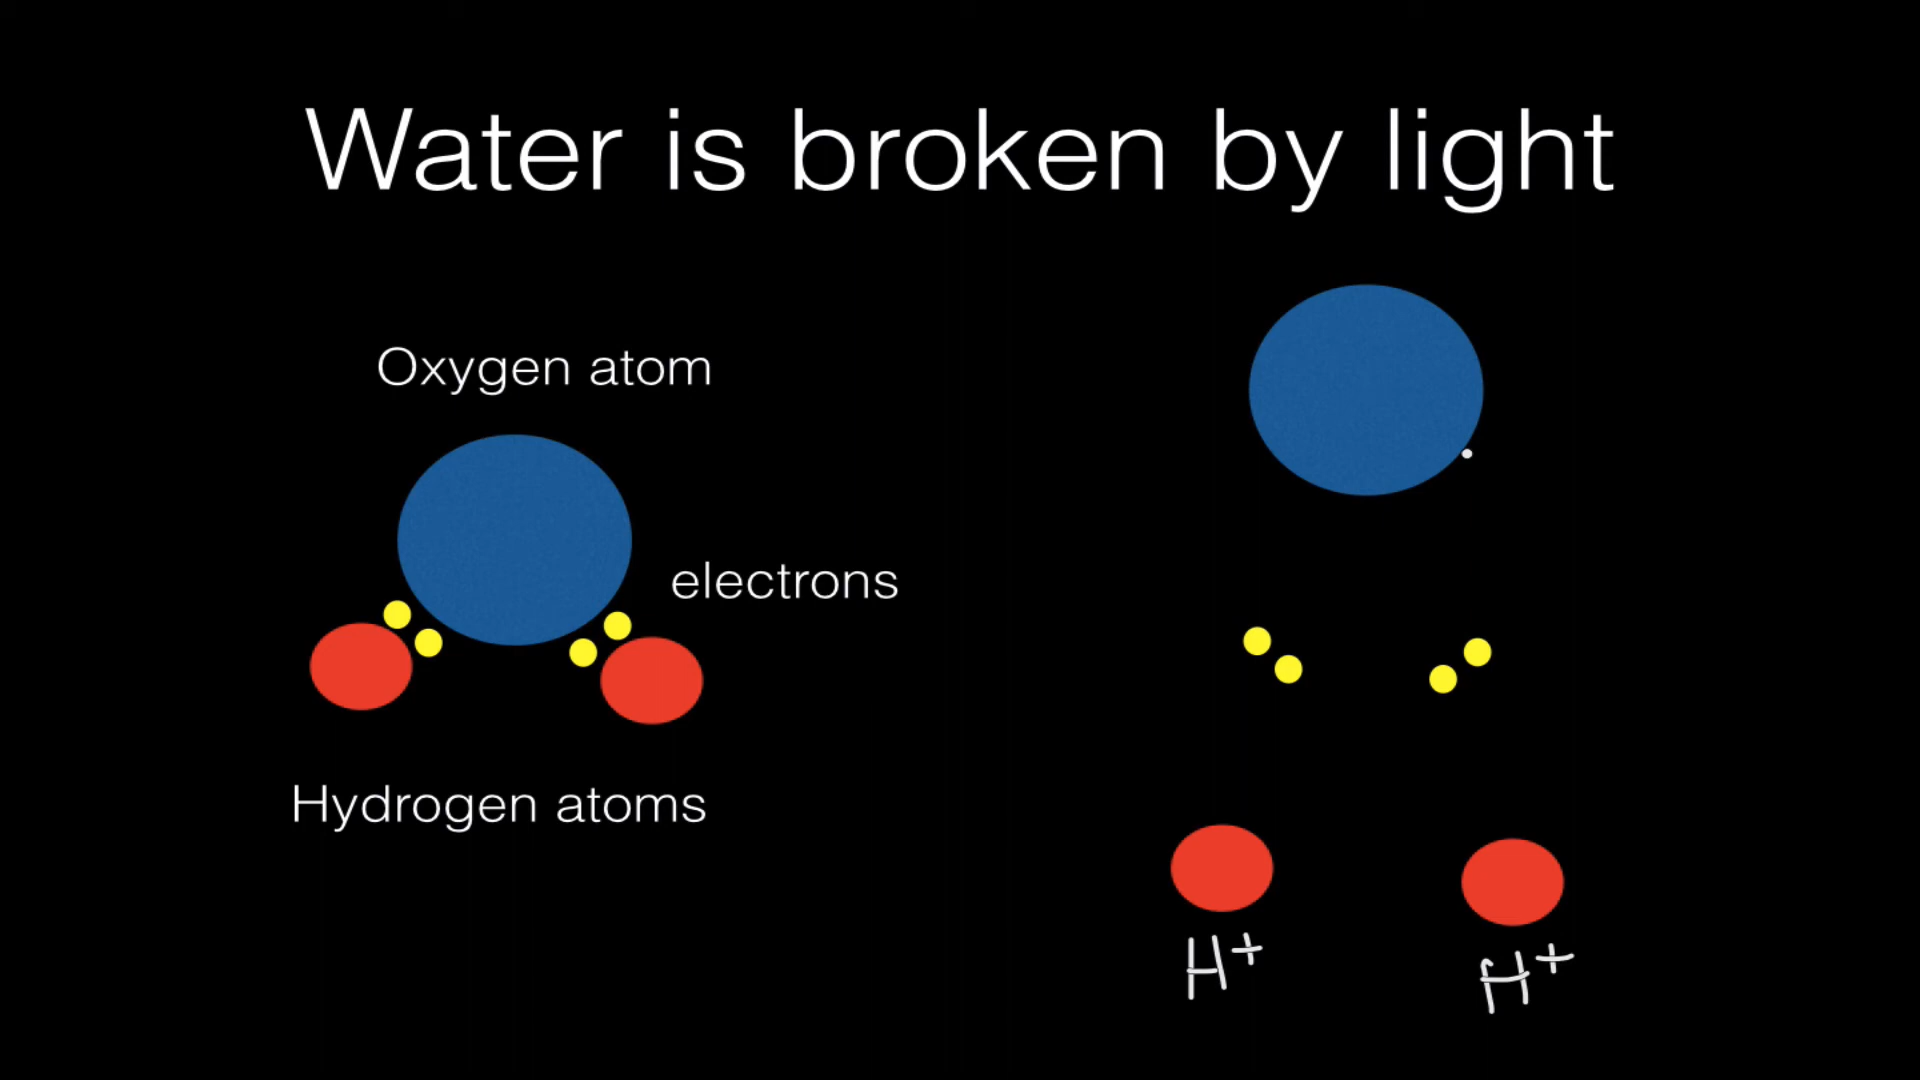 Water is broken by light
Oxygen atom
electrons
Hydrogen atoms
H+ H+